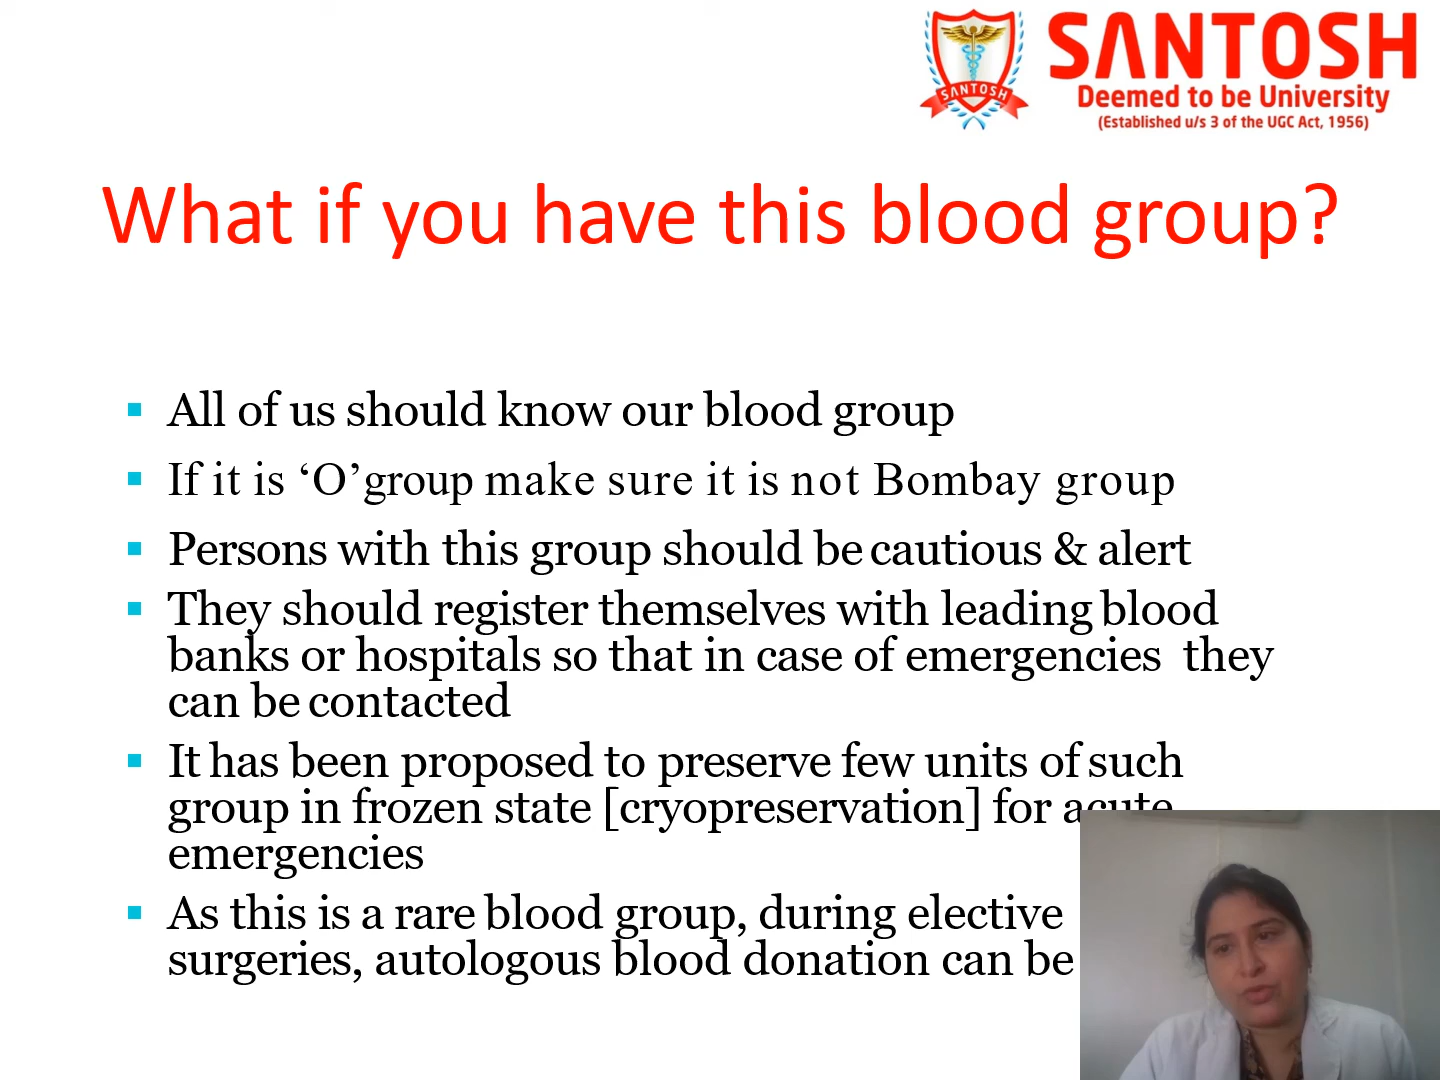 SANTOSH
SANTOSH
Deemed to be University
(Established u/s 3 of the UGC Act, 1956)
What if you have this blood group?
▪ All of us should know our blood group
▪ If it is ‘O’group make sure it is not Bombay group
▪ Persons with this group should be cautious & alert
▪ They should register themselves with leading blood
banks or hospitals so that in case of emergencies they
can be contacted
▪ It has been proposed to preserve few units of such
group in frozen state [cryopreservation] for acute
emergencies
▪ As this is a rare blood group, during elective
surgeries, autologous blood donation can be